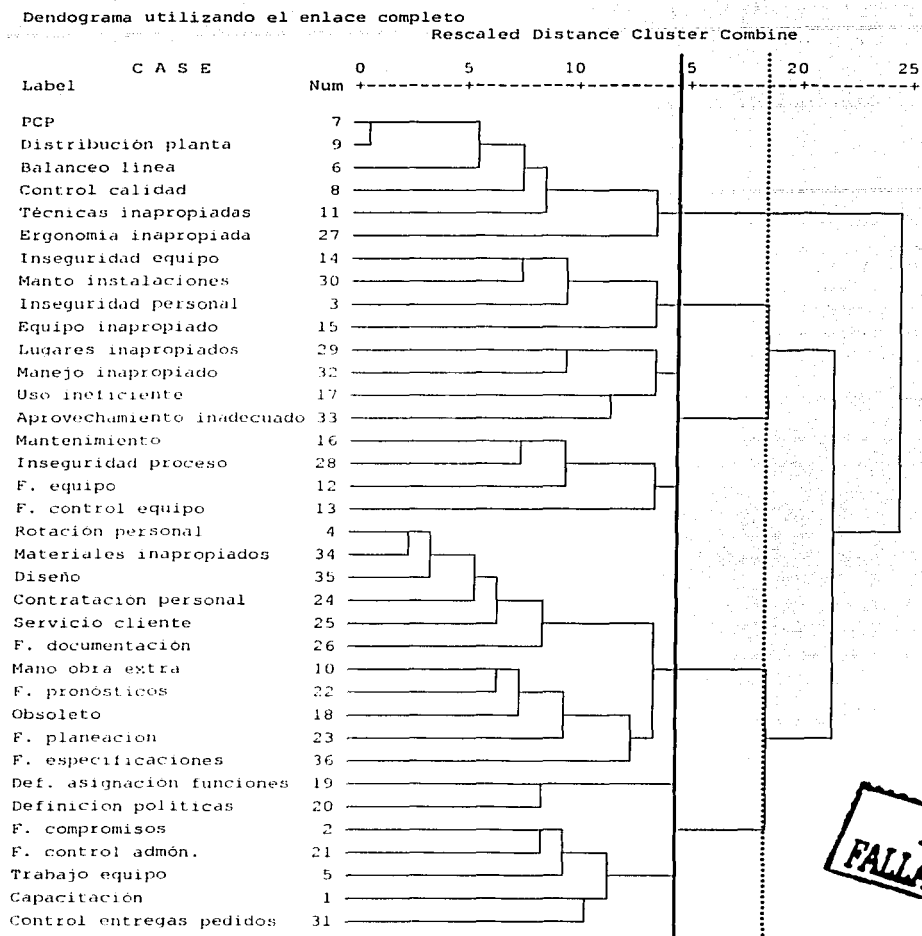 Dendograma utilizando el enlace completo
Rescaled Distance Cluster Combine
C A S E 0 5 10 5 20 25
Label Num
PCP 7
Distribución planta 9
Balanceo linea 6
Control calidad 8
Técnicas inapropiadas 11
Ergonomia inapropiada 27
Inseguridad equipo 14
Manto instalaciones 30
Inseguridad personal 3
Equipo inapropiado 15
Lugares inapropiados 29
Manejo inapropiado 32
Uso ineficiente 17
Aprovechamiento inadecuado 33
Mantenimiento 16
Inseguridad proceso 28
F. equipo 12
F. control equipo 13
Rotación personal 4
Materiales inapropiados 34
Diseño 35
Contratación personal 24
Servicio cliente 25
F. documentación 26
Mano obra extra 10
F. pronósticos 22
Obsoleto 18
F. planeacion 23
F. especificaciones 36
Def. asignación funciones 19
Definicion politicas 20
F. compromisos 2
F. control admón. 21
Trabajo equipo 5
Capacitación 1
Control entregas pedidos 31
FALLA